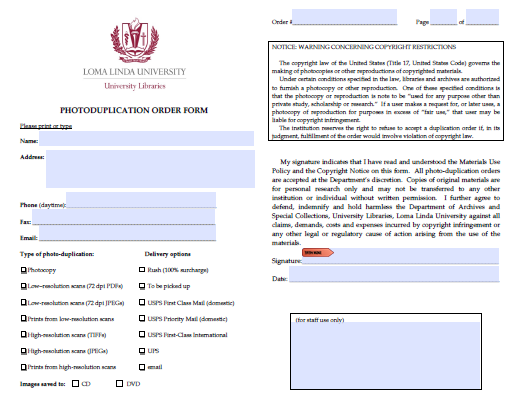 LOMA LINDA UNIVERSITY
University Libraries
PHOTODUPLICATION ORDER FORM
Please print or type
Name:
Address:
Phone (daytime):
Fax:
Email:
Type of photo-duplication:
Photocopy
Low-resolution scans (72 dpi PDFs)
Low-resolution scans (72 dpi JPEGs)
Prints from low-resolution scans
High-resolution scans (TIFFs)
High-resolution scans (JPEGs)
Prints from high-resolution scans
Delivery options
Rush (100% surcharge)
To be picked up
USPS First Class Mail (domestic)
USPS Priority Mail (domestic)
USPS First-Class International
UPS
email
Images saved to: CD DVD
Order # Page of
NOTICE: WARNING CONCERNING COPYRIGHT RESTRICTIONS
The copyright law of the United States (Title 17, United States Code) governs the
making of photocopies or other reproductions of copyrighted materials.
Under certain conditions specified in the law, libraries and archives are authorized
to furnish a photocopy or other reproduction. One of these specified conditions is
that the photocopy or reproduction is not to be "used for any purpose other than
private study, scholarship or research." If a user makes a request for, or later uses, a
photocopy or reproduction for purposes in excess of "fair use," that user may be
liable for copyright infringement.
The institution reserves the right to refuse to accept a duplication order if, in its
judgment, fulfillment of the order would involve violation of copyright law.
My signature indicates that I have read and understood the Materials Use
Policy and the Copyright Notice on this form. All photo-duplication orders
are accepted at the Department's discretion. Copies of original materials are
for personal research only and may not be transferred to any other
institution or individual without written permission. I further agree to
defend, indemnify and hold harmless the Department of Archives and
Special Collections, University Libraries, Loma Linda University against all
claims, demands, costs and expenses incurred by copyright infringement or
any other legal or regulatory cause of action arising from the use of the
materials.
Signature:
Date:
(for staff use only)